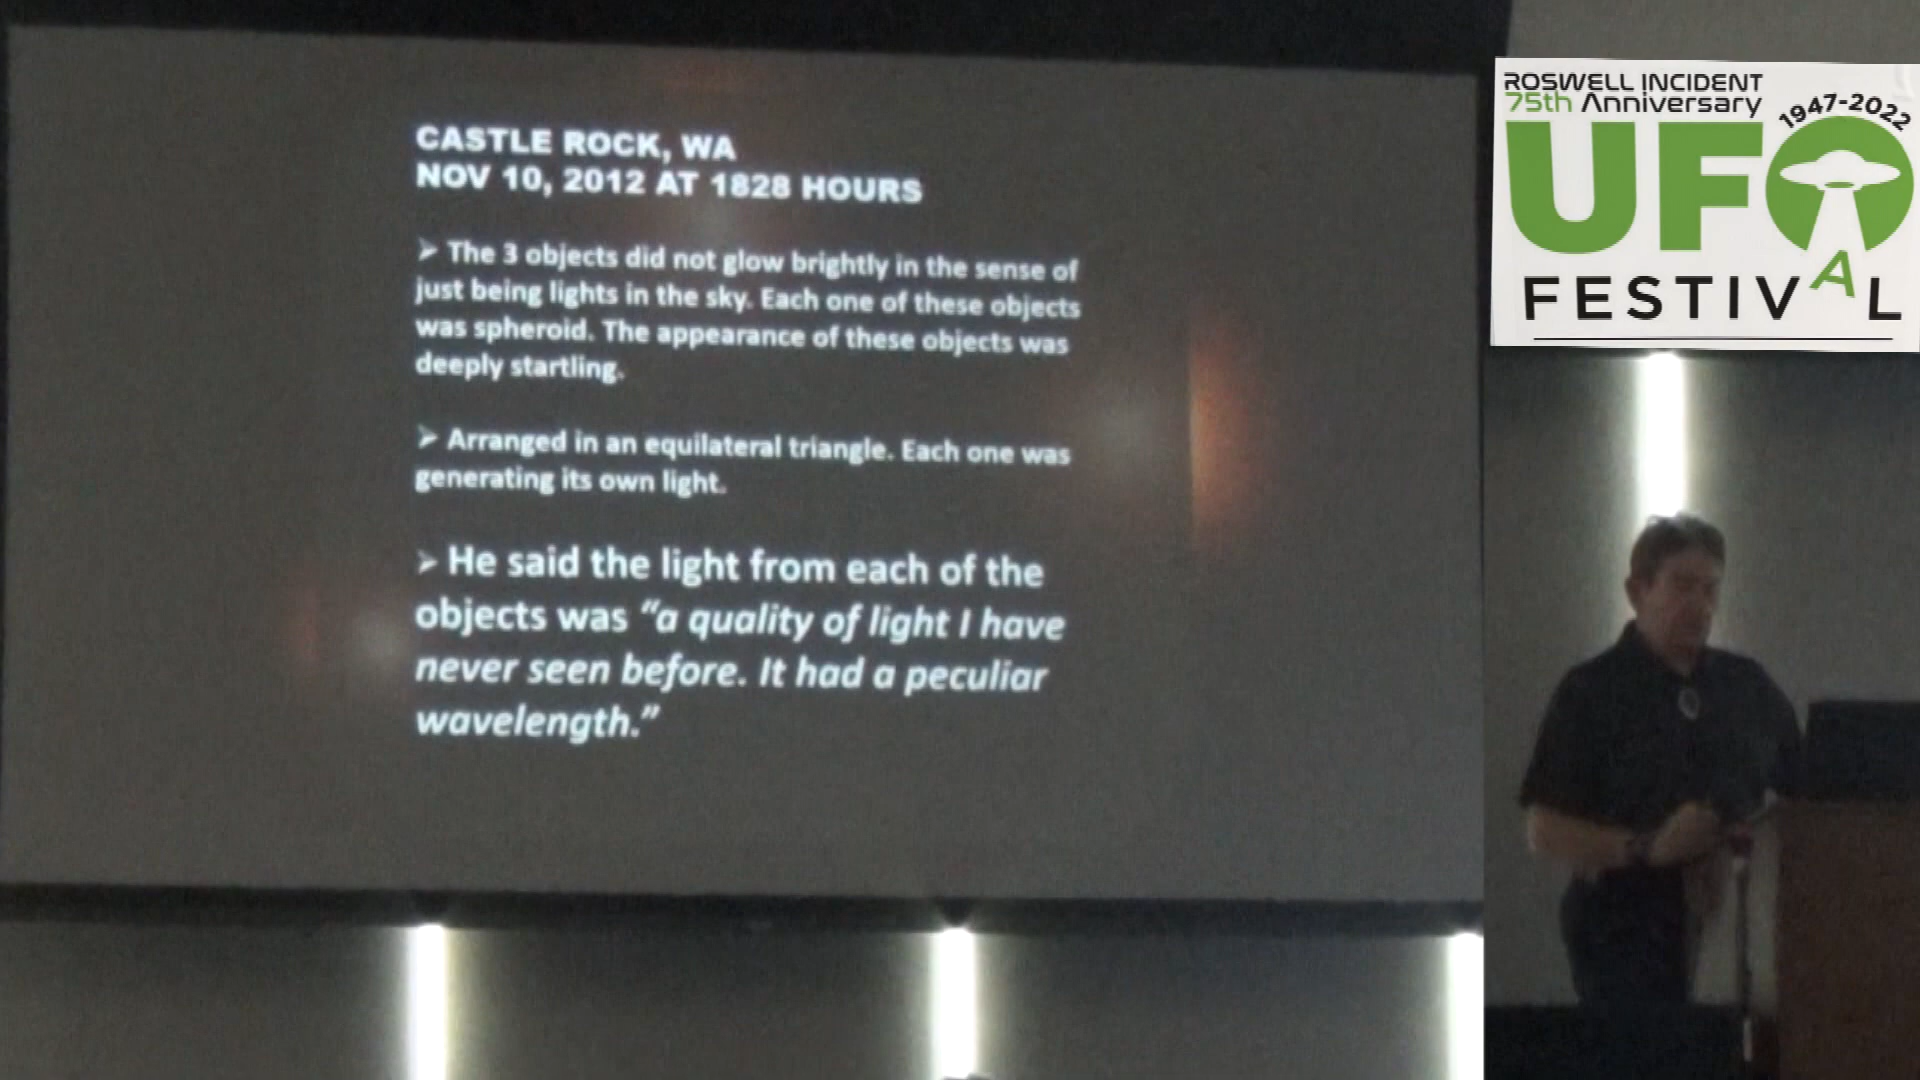 CASTLE ROCK, WA
NOV 10, 2012 AT 1828 HOURS
➢ The 3 objects did not glow brightly in the sense of
just being lights in the sky. Each one of these objects
was spheroid. The appearance of these objects was
deeply startling.
➢ Arranged in an equilateral triangle. Each one was
generating its own light.
➢ He said the light from each of the
objects was “a quality of light I have
never seen before. It had a peculiar
wavelength.”
ROSWELL INCIDENT
75th Anniversary
1947-2022
UFO
FESTIVAL